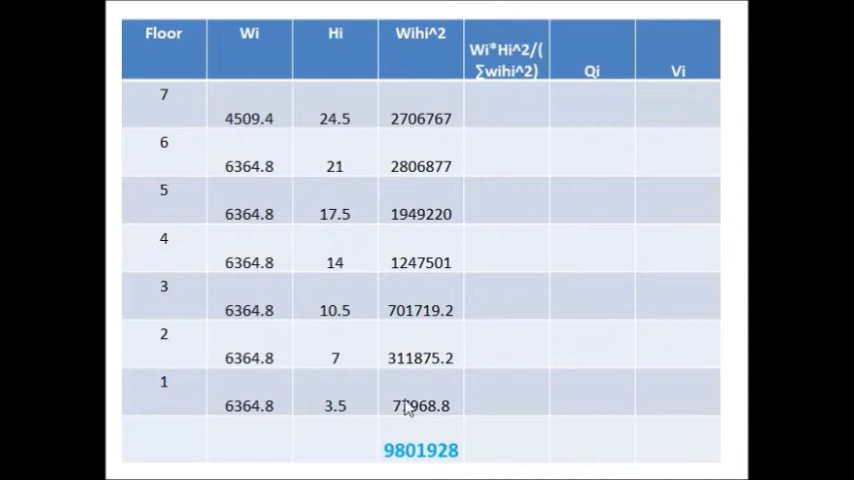 Floor Wi Hi Wihi^2 Wi*Hi^2/( ∑wihi^2) Qi Vi
7 4509.4 24.5 2706767
6 6364.8 21 2806877
5 6364.8 17.5 1949220
4 6364.8 14 1247501
3 6364.8 10.5 701719.2
2 6364.8 7 311875.2
1 6364.8 3.5 77968.8
9801928